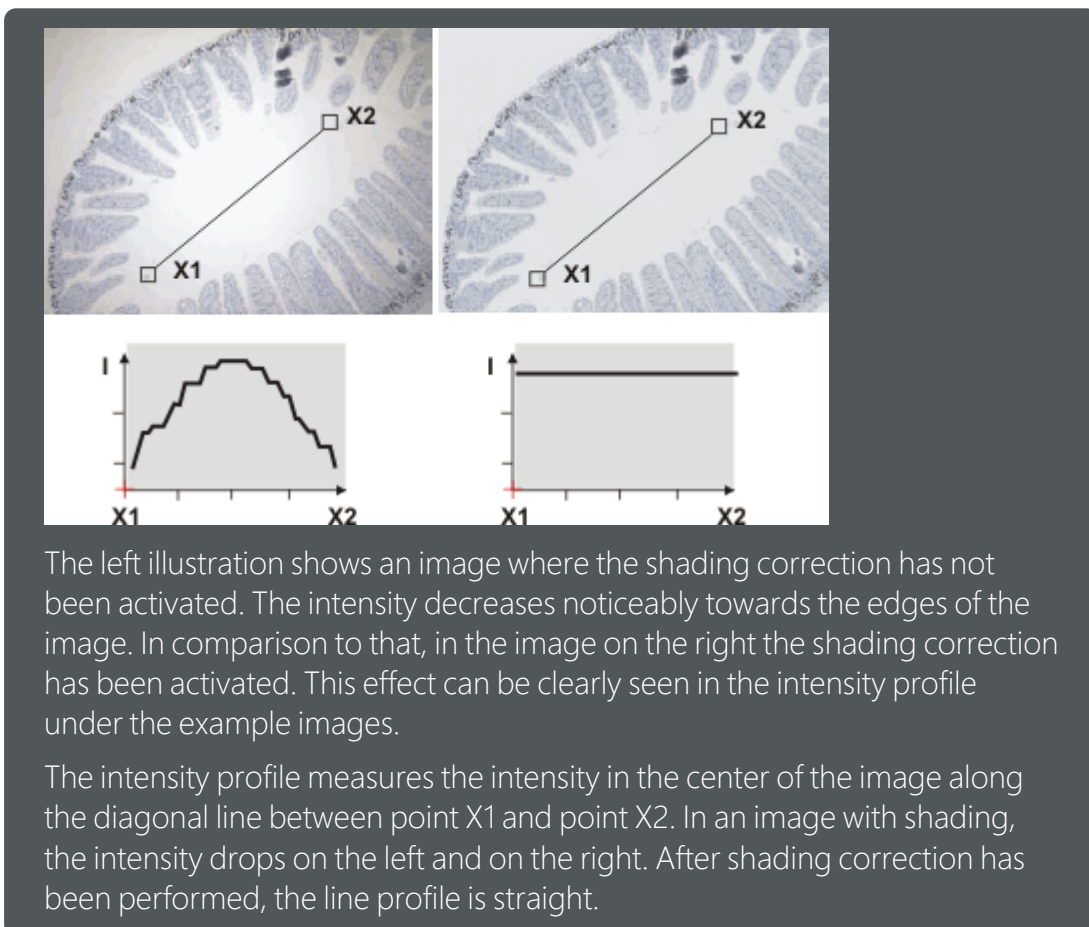 X2
X1
X2
X1
I
X1 X2
I
X1 X2
The left illustration shows an image where the shading correction has not
been activated. The intensity decreases noticeably towards the edges of the
image. In comparison to that, in the image on the right the shading correction
has been activated. This effect can be clearly seen in the intensity profile
under the example images.
The intensity profile measures the intensity in the center of the image along
the diagonal line between point X1 and point X2. In an image with shading,
the intensity drops on the left and on the right. After shading correction has
been performed, the line profile is straight.